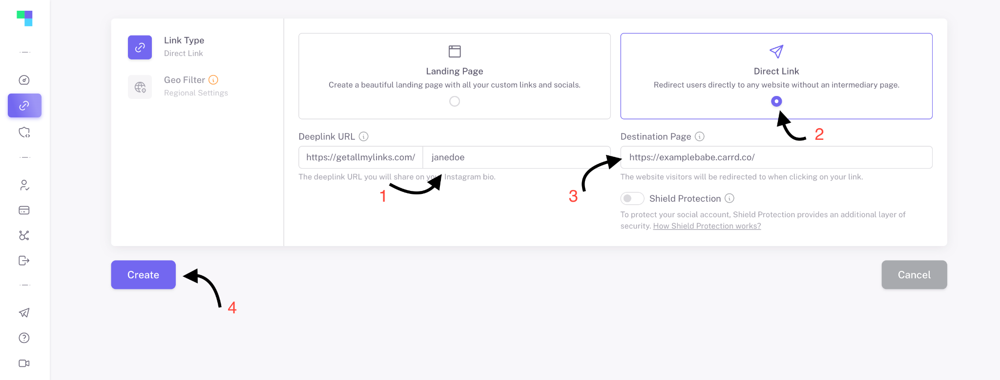 Link Type
Direct Link
Geo Filter
Regional Settings
Landing Page
Create a beautiful landing page with all your custom links and socials.
Direct Link
Redirect users directly to any website without an intermediary page.
2
Deeplink URL
https://getallmylinks.com/ janedoe
The deeplink URL you will share on your Instagram bio.
1
Destination Page
https://examplebabe.carrd.co/
The website visitors will be redirected to when clicking on your link.
3
Shield Protection
To protect your social account, Shield Protection provides an additional layer of
security. How Shield Protection works?
Create
Cancel
4